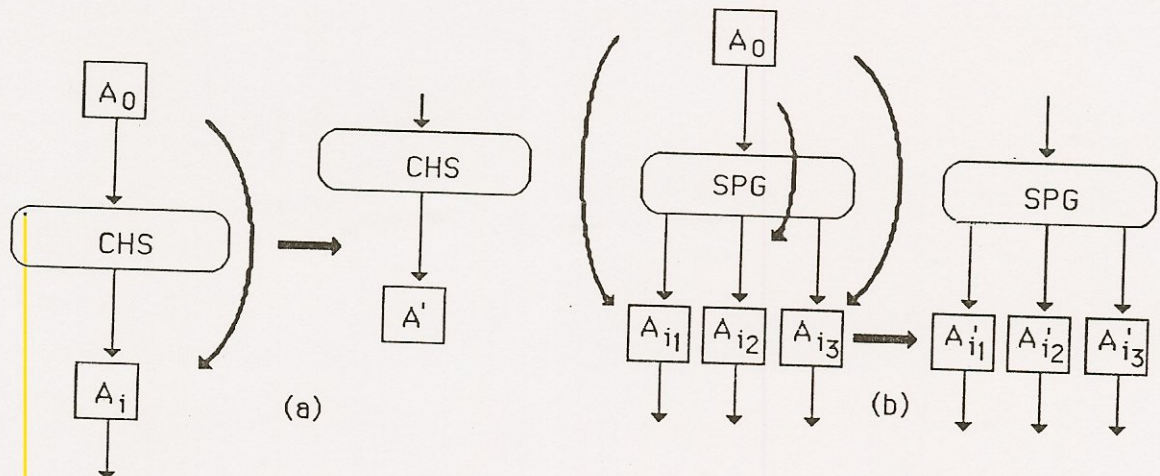 A₀
CHS
Aᵢ
CHS
A'
(a)
A₀
SPG
Aᵢ₁ Aᵢ₂ Aᵢ₃
SPG
A'ᵢ₁ A'ᵢ₂ A'ᵢ₃
(b)